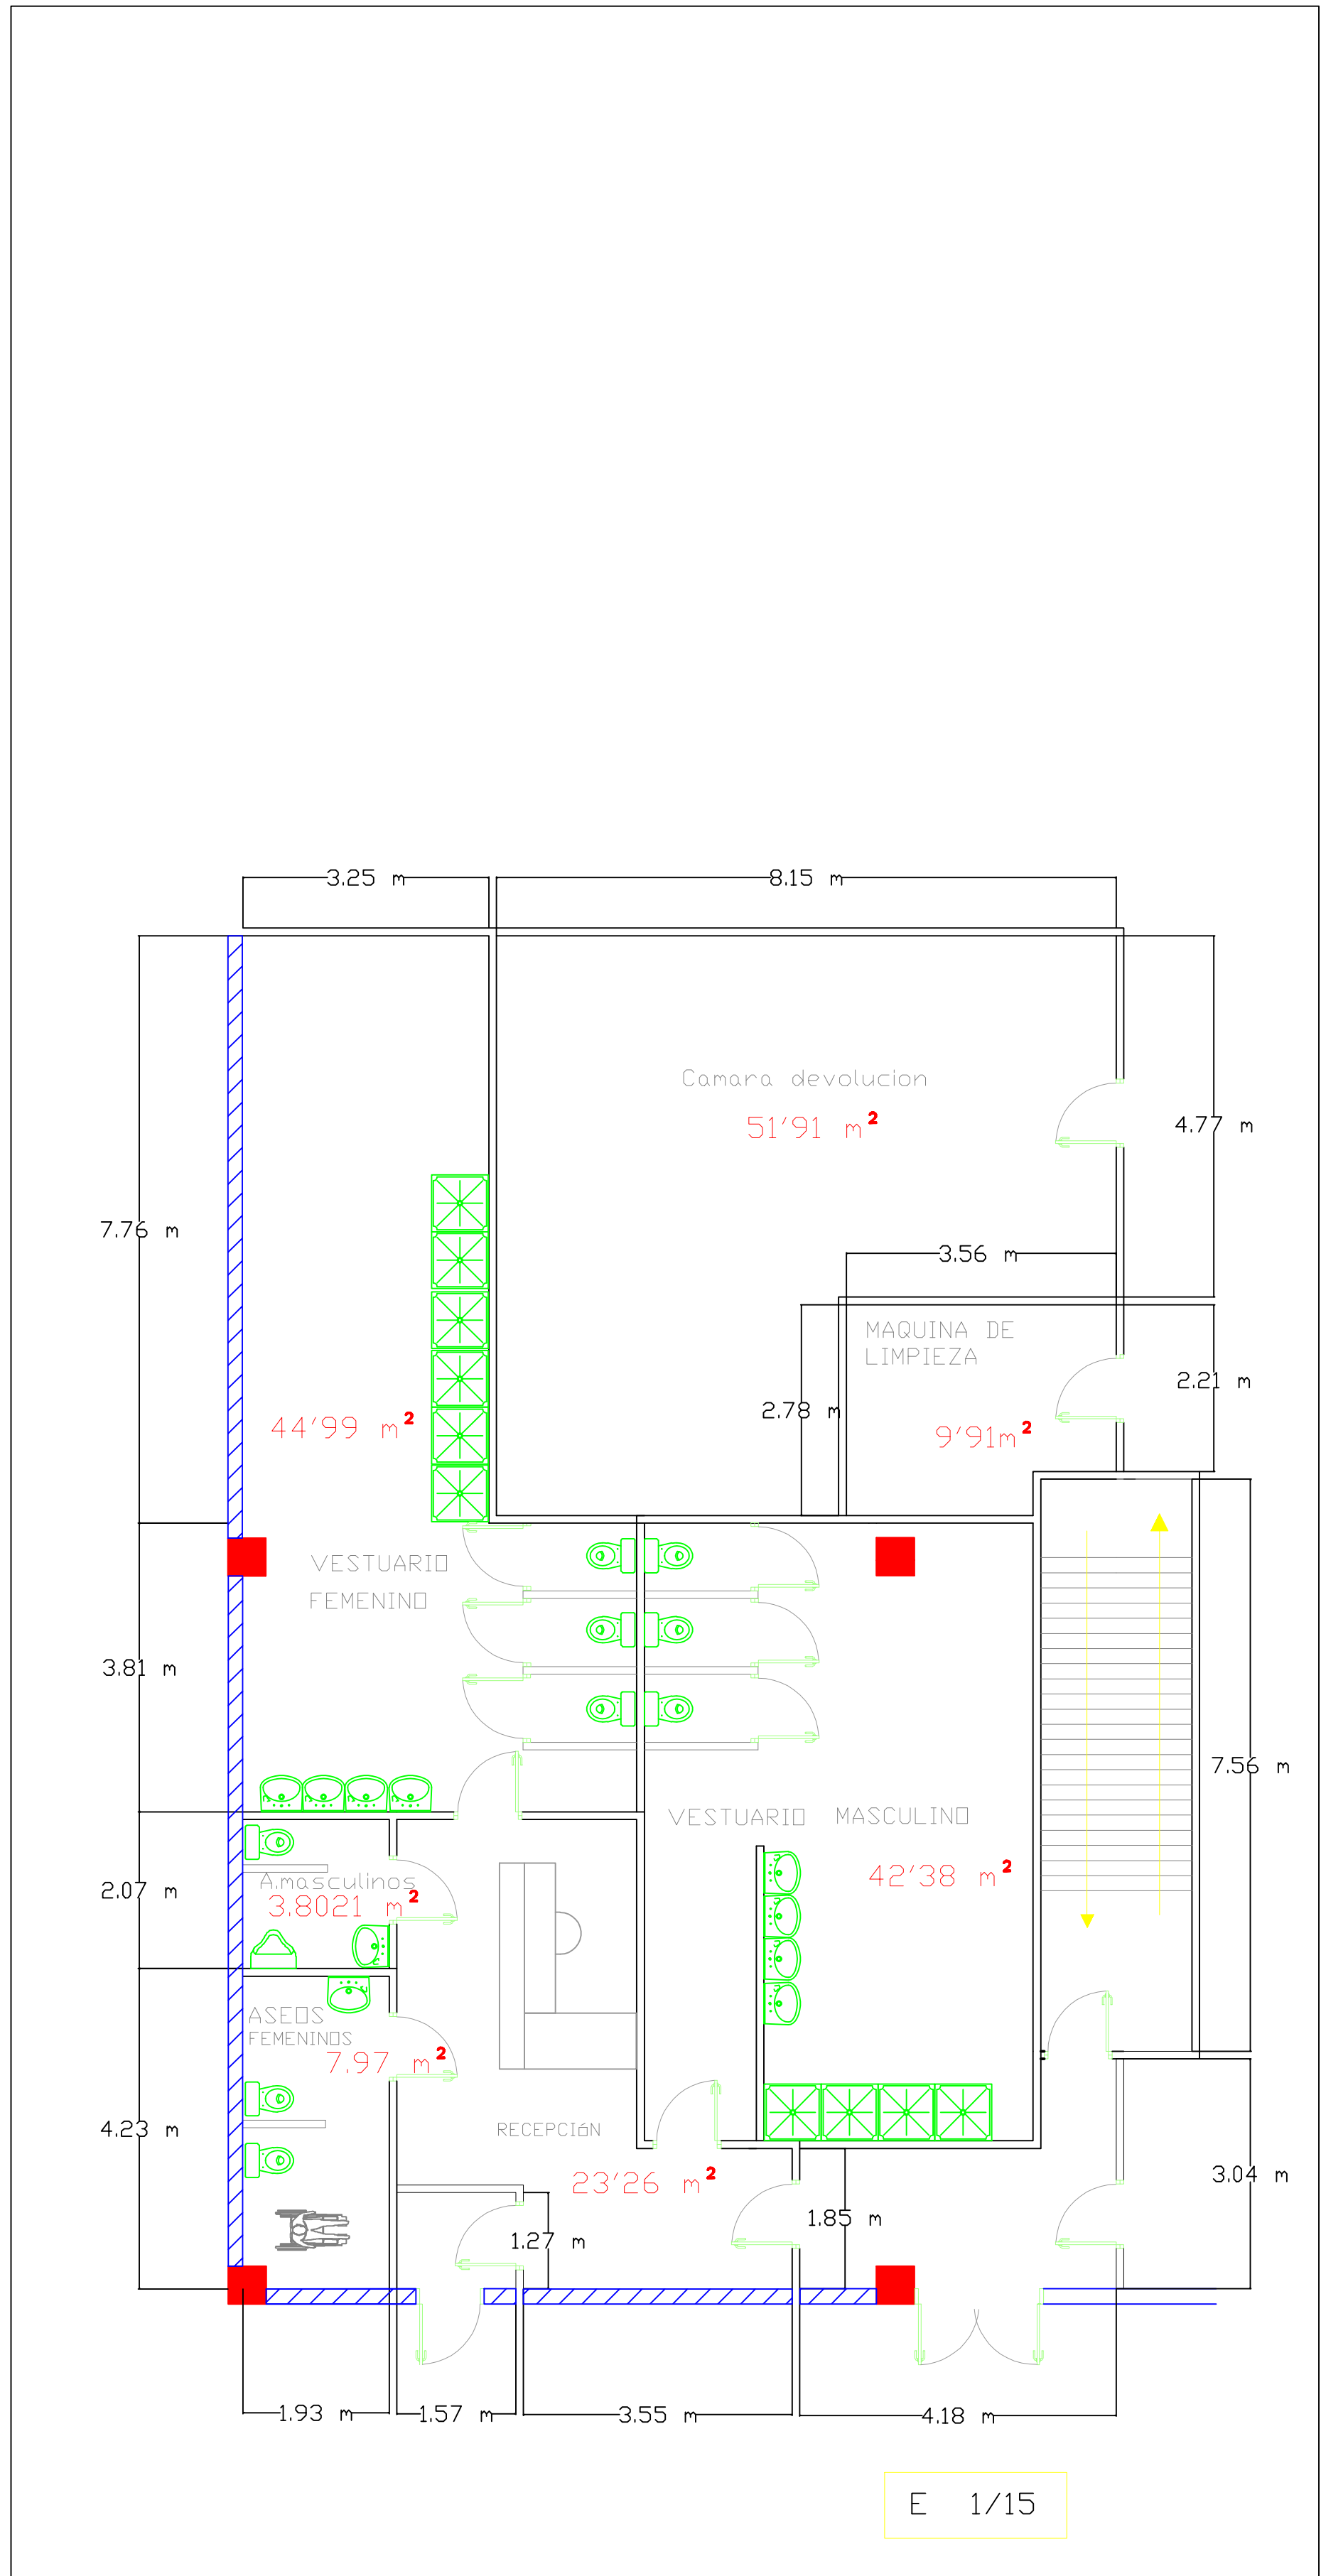 3.25 m
8.15 m
Camara devolucion
51'91 m²
4.77 m
7.76 m
3.56 m
MAQUINA DE
LIMPIEZA
2.21 m
2.78 m
44'99 m²
9'91m²
VESTUARIO
FEMENINO
3.81 m
7.56 m
VESTUARIO MASCULINO
42'38 m²
A.masculinos
2.07 m
3.8021 m²
ASEOS
FEMENINOS
7.97 m²
4.23 m
RECEPCIóN
23'26 m²
3.04 m
1.85 m
1.27 m
1.93 m
1.57 m
3.55 m
4.18 m
E 1/15